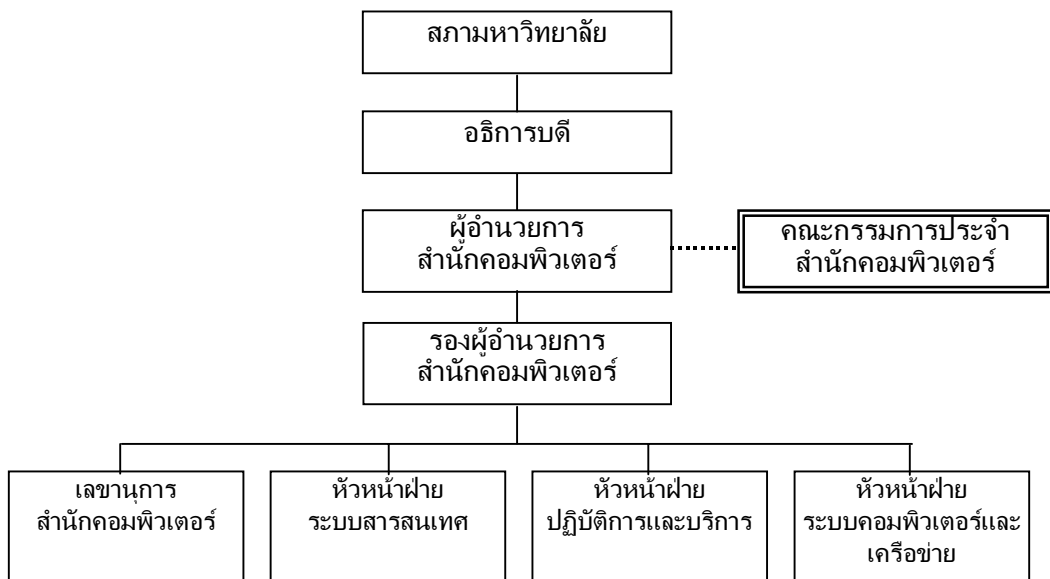 สภามหาวิทยาลัย
อธิการบดี
ผู้อำนวยการ
สำนักคอมพิวเตอร์
คณะกรรมการประจำ
สำนักคอมพิวเตอร์
รองผู้อำนวยการ
สำนักคอมพิวเตอร์
เลขานุการ
สำนักคอมพิวเตอร์
หัวหน้าฝ่าย
ระบบสารสนเทศ
หัวหน้าฝ่าย
ปฏิบัติการและบริการ
หัวหน้าฝ่าย
ระบบคอมพิวเตอร์และ
เครือข่าย